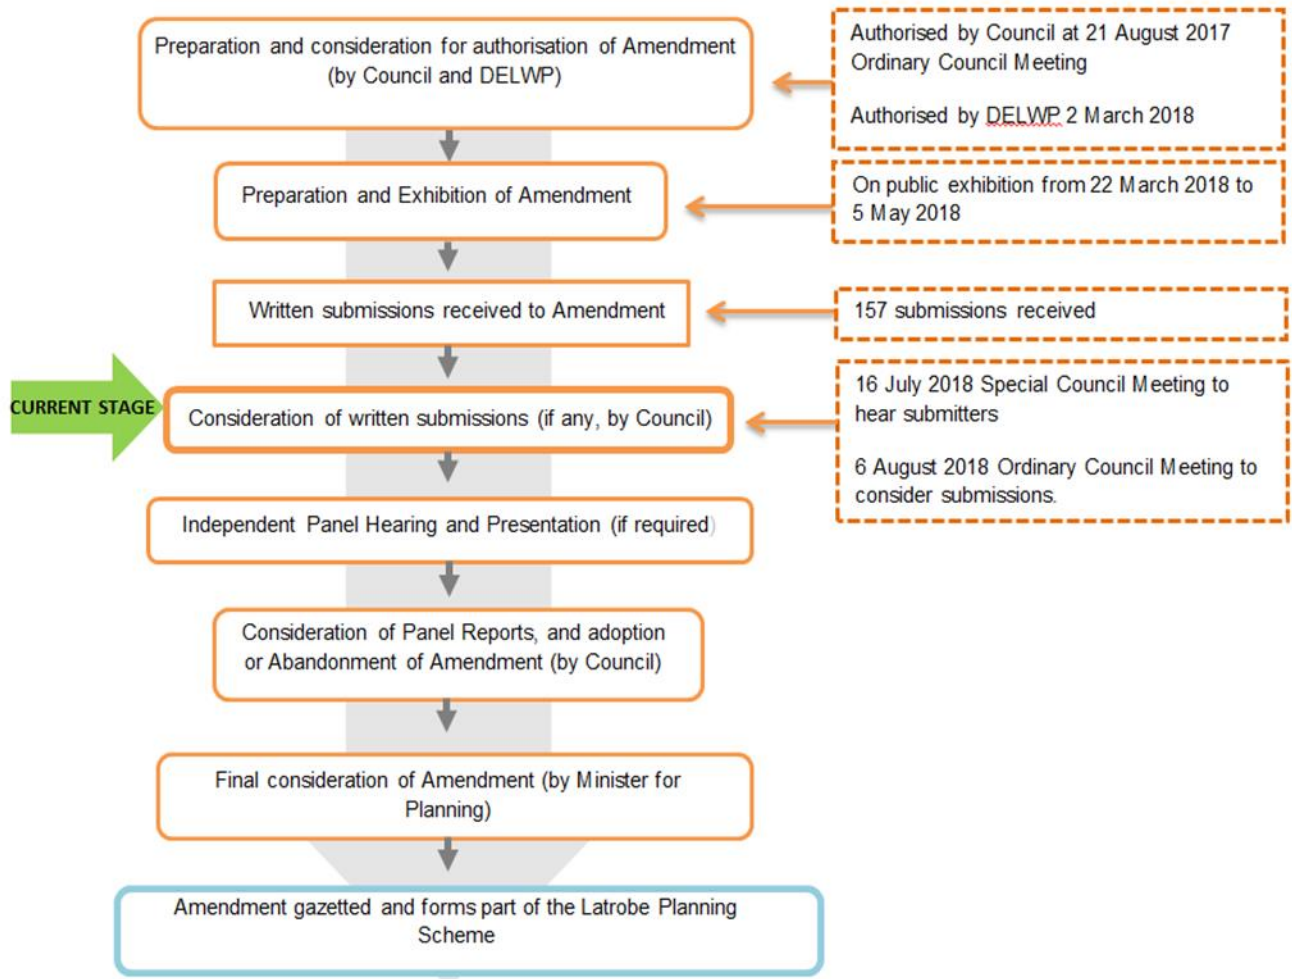 Preparation and consideration for authorisation of Amendment
(by Council and DELWP)
Authorised by Council at 21 August 2017
Ordinary Council Meeting
Authorised by DELWP 2 March 2018
Preparation and Exhibition of Amendment
On public exhibition from 22 March 2018 to
5 May 2018
Written submissions received to Amendment
157 submissions received
CURRENT STAGE
Consideration of written submissions (if any, by Council)
16 July 2018 Special Council Meeting to
hear submitters
6 August 2018 Ordinary Council Meeting to
consider submissions.
Independent Panel Hearing and Presentation (if required)
Consideration of Panel Reports, and adoption
or Abandonment of Amendment (by Council)
Final consideration of Amendment (by Minister for
Planning)
Amendment gazetted and forms part of the Latrobe Planning
Scheme